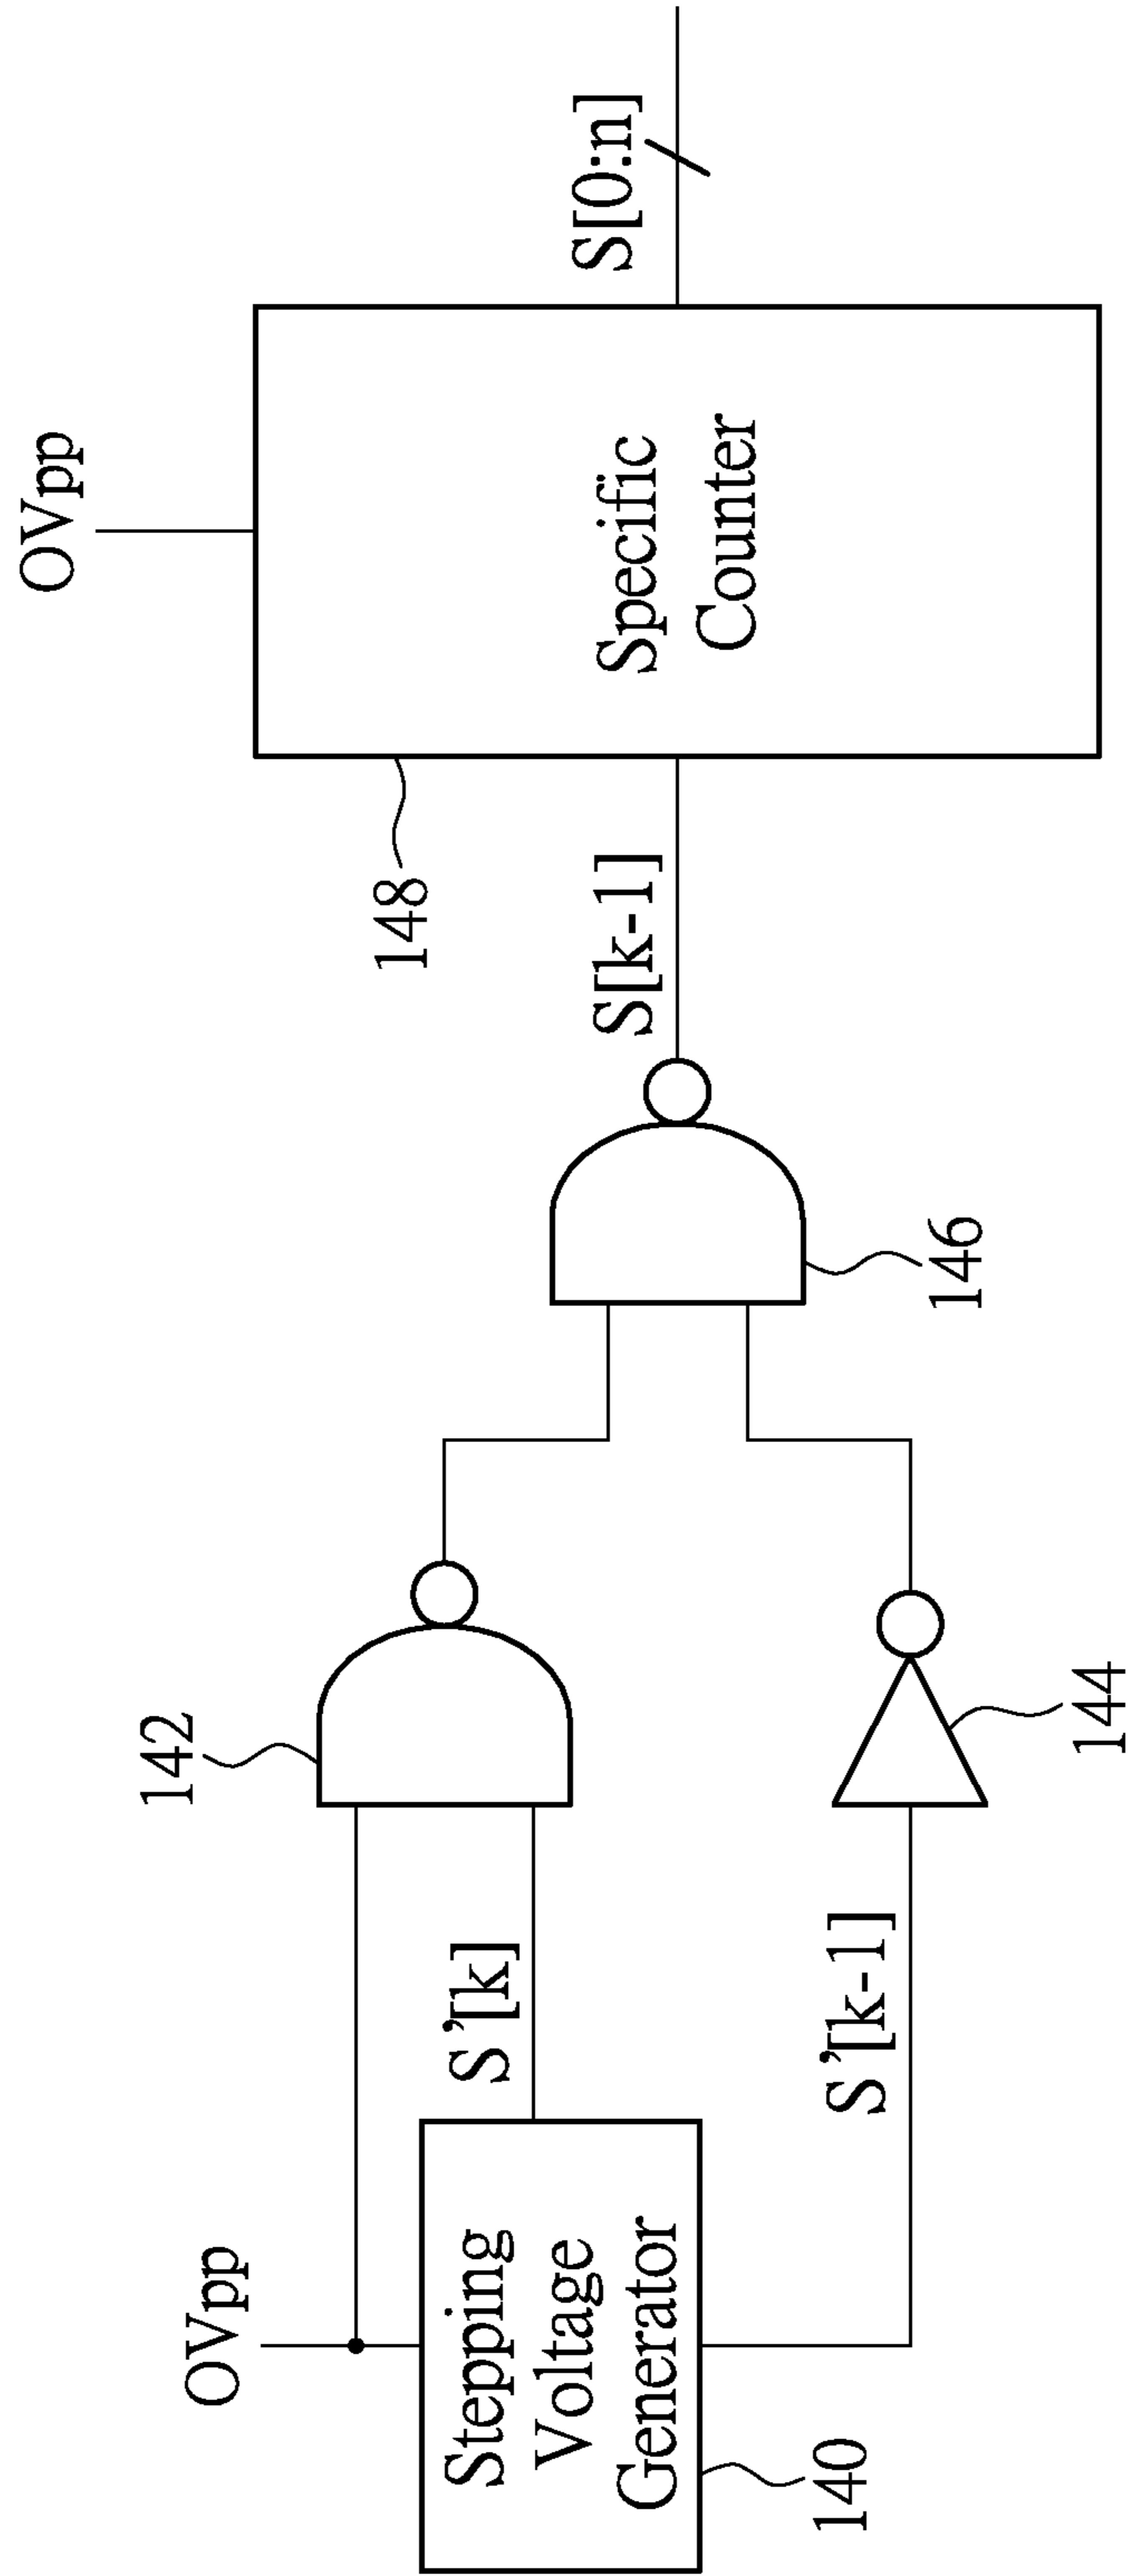 OVpp
Stepping
Voltage
Generator
140
S'[k]
S'[k-1]
142
144
146
S[k-1]
148
OVpp
Specific
Counter
S[0:n]